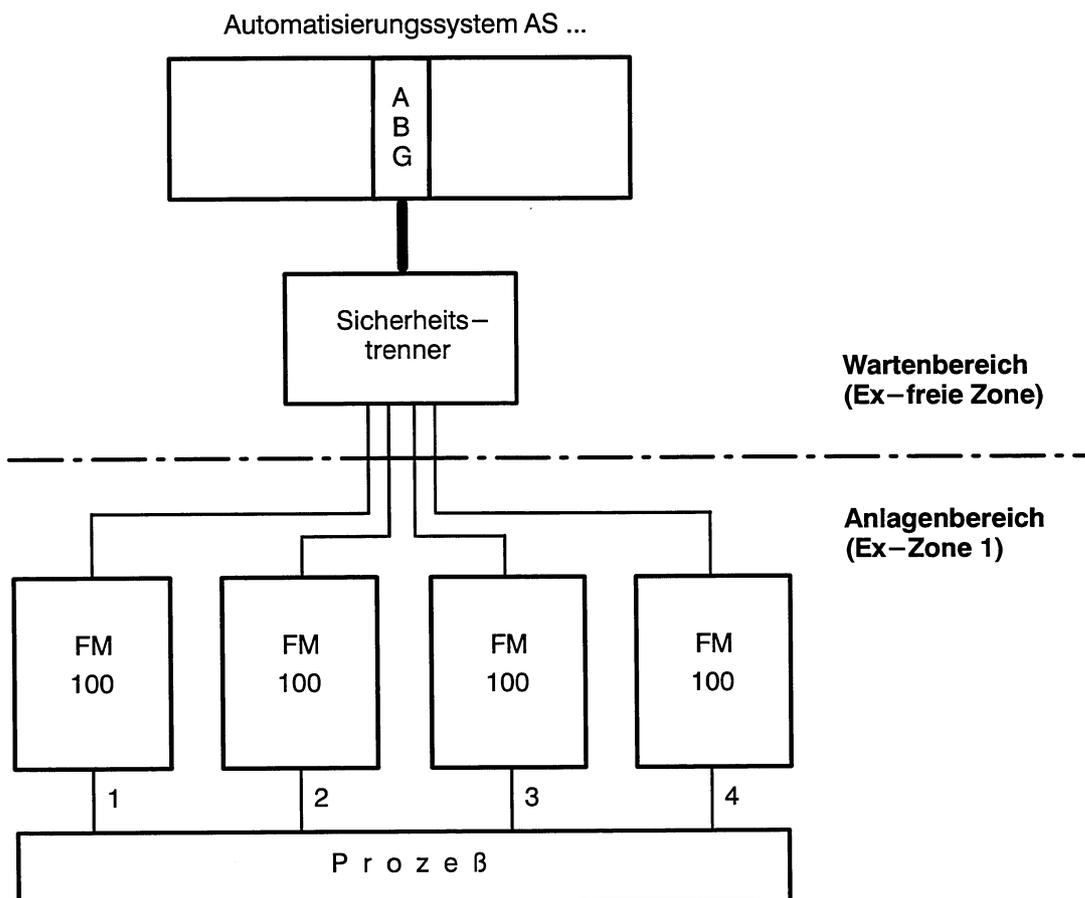 Automatisierungssystem AS ...
A
B
G
Sicherheits–
trenner
Wartenbereich
(Ex–freie Zone)
Anlagenbereich
(Ex–Zone 1)
FM
100
FM
100
FM
100
FM
100
1
2
3
4
Prozeß